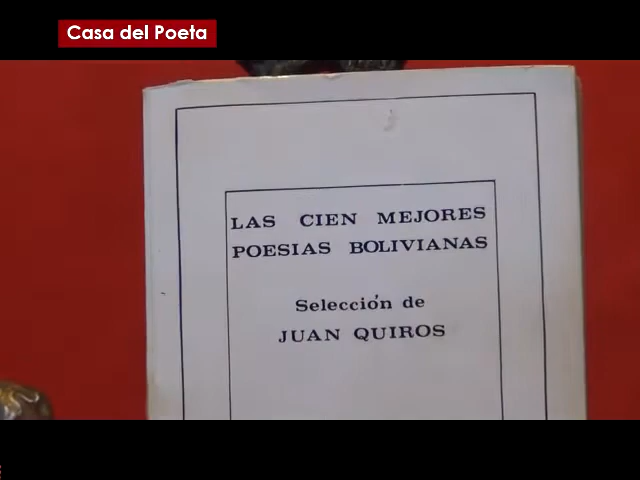 Casa del Poeta
LAS CIEN MEJORES
POESIAS BOLIVIANAS
Selección de
JUAN QUIROS